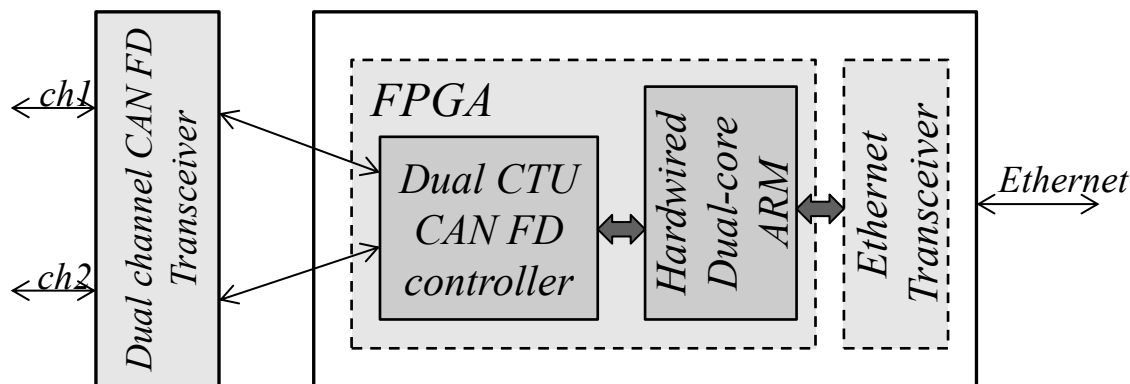 ch1
ch2
Dual channel CAN FD
Transceiver
FPGA
Dual CTU
CAN FD
controller
Hardwired
Dual-core
ARM
Ethernet
Transceiver
Ethernet